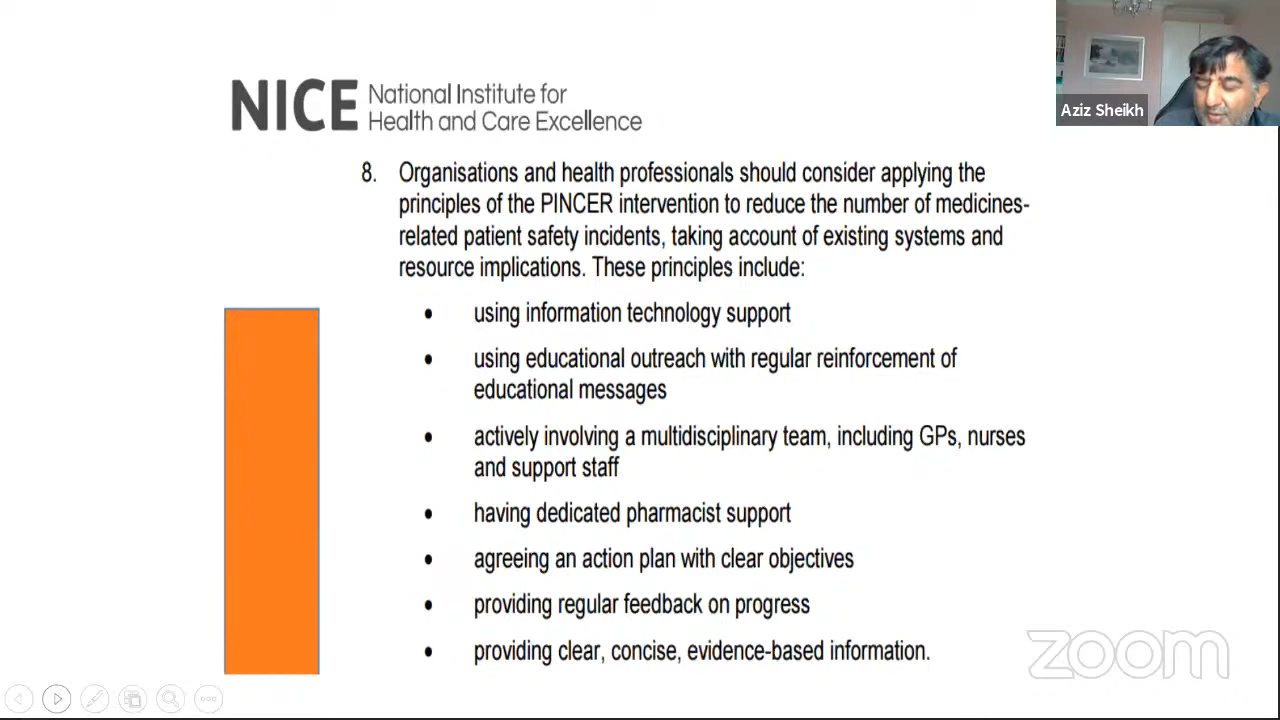 Aziz Sheikh
NICE National Institute for
Health and Care Excellence
8. Organisations and health professionals should consider applying the
principles of the PINCER intervention to reduce the number of medicines-
related patient safety incidents, taking account of existing systems and
resource implications. These principles include:
• using information technology support
• using educational outreach with regular reinforcement of
educational messages
• actively involving a multidisciplinary team, including GPs, nurses
and support staff
• having dedicated pharmacist support
• agreeing an action plan with clear objectives
• providing regular feedback on progress
• providing clear, concise, evidence-based information.
zoom